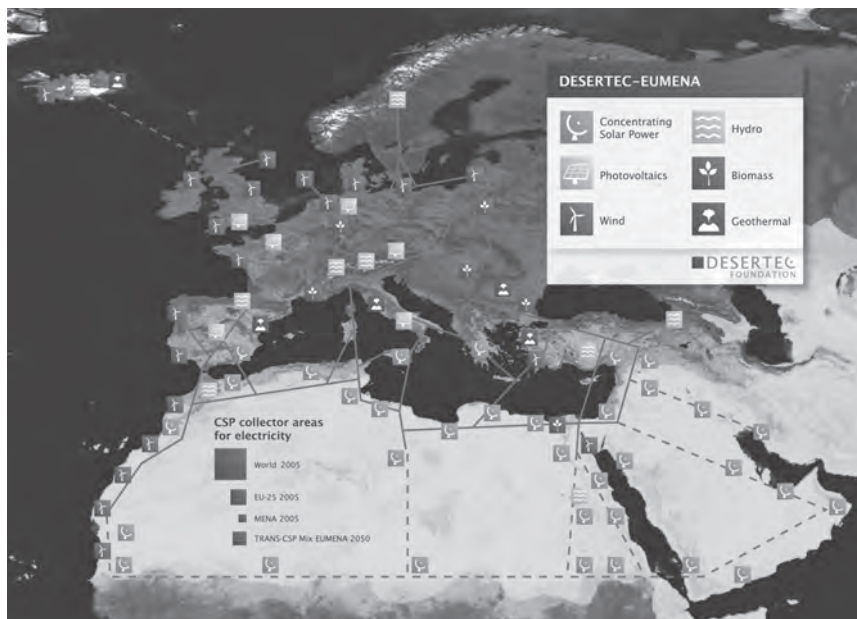 DESERTEC–EUMENA
Concentrating
Solar Power
Hydro
Photovoltaics
Biomass
Wind
Geothermal
DESERTEC
FOUNDATION
CSP collector areas
for electricity
World 2005
EU-25 2005
MENA 2005
TRANS-CSP Mix EUMENA 2050